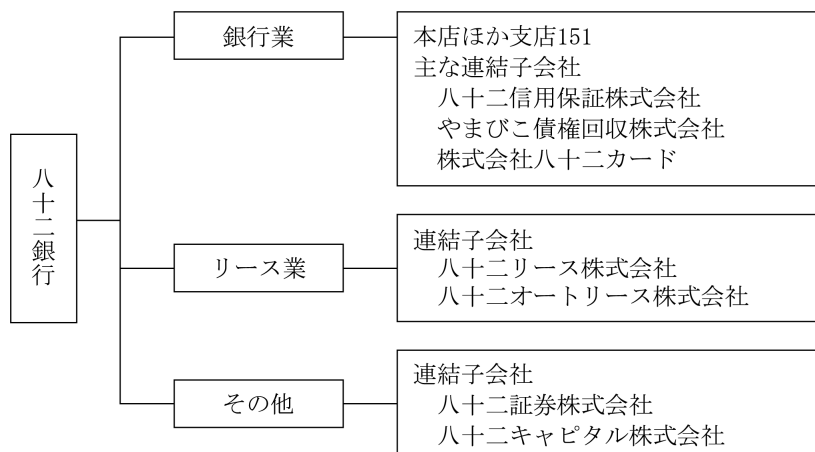 八十二銀行
銀行業
本店ほか支店151
主な連結子会社
八十二信用保証株式会社
やまびこ債権回収株式会社
株式会社八十二カード
リース業
連結子会社
八十二リース株式会社
八十二オートリース株式会社
その他
連結子会社
八十二証券株式会社
八十二キャピタル株式会社